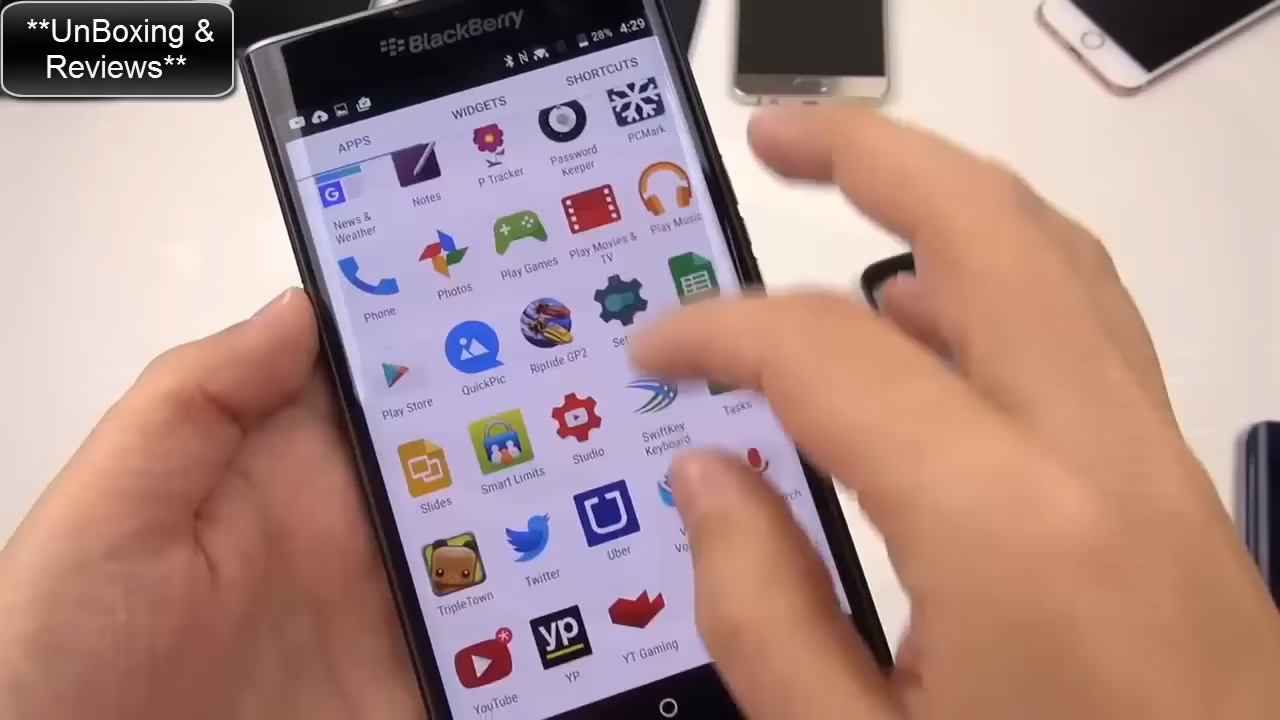 **UnBoxing &
Reviews**
BlackBerry
28% 4:29
APPS
WIDGETS
SHORTCUTS
News &
Weather
Notes
P Tracker
Password
Keeper
PCMark
Phone
Photos
Play Games
Play Movies &
TV
Play Music
Play Store
QuickPic
Riptide GP2
Slides
Smart Limits
Studio
SwiftKey
Keyboard
Tasks
TripleTown
Twitter
Uber
YouTube
yp
YP
YT Gaming